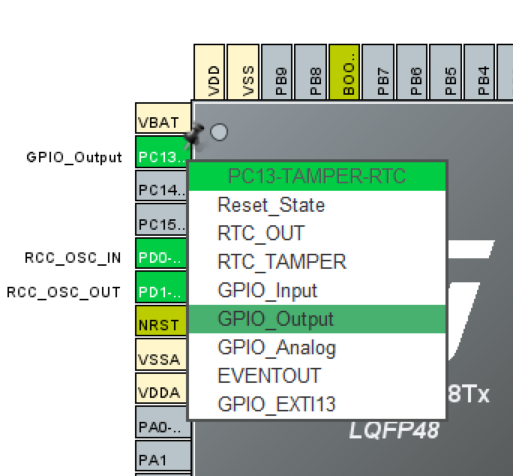 VDD
VSS
PB9
PB8
BOO..
PB7
PB6
PB5
PB4
VBAT
GPIO_Output PC13..
PC13-TAMPER-RTC
PC14..
Reset_State
PC15..
RTC_OUT
RCC_OSC_IN PD0-..
RTC_TAMPER
RCC_OSC_OUT PD1-..
GPIO_Input
NRST
GPIO_Output
VSSA
GPIO_Analog
EVENTOUT
VDDA
8Tx
GPIO_EXTI13
PA0-..
LQFP48
PA1